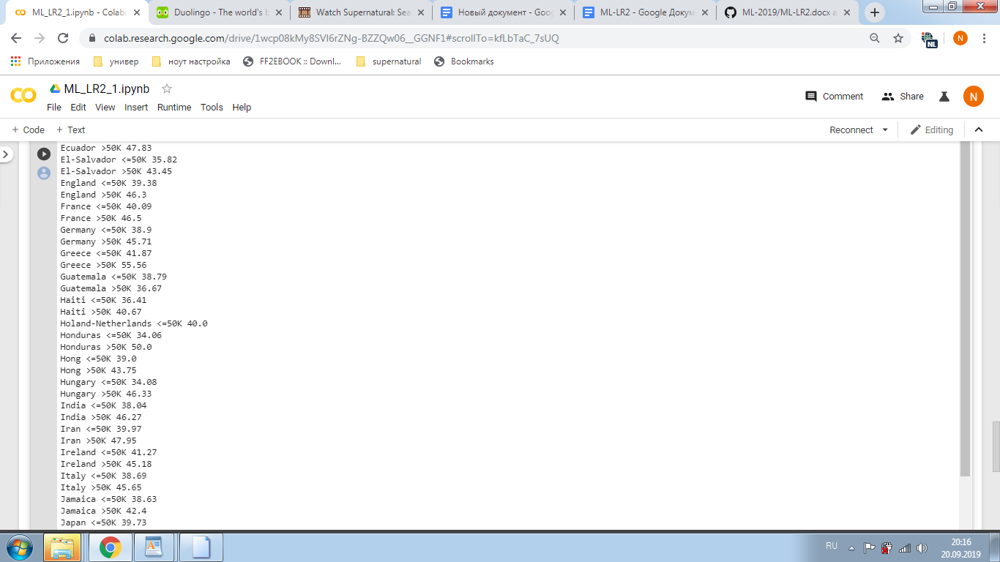 ML_LR2_1.ipynb - Colabo
Duolingo - The world's b
Watch Supernatural: Sea
Новый документ - Goog
ML-LR2 - Google Докум
ML-2019/ML-LR2.docx a
colab.research.google.com/drive/1wcp08kMy8SVl6rZNg-BZZQw06__GGNF1#scrollTo=kfLbTaC_7sUQ
NL
N
Приложения
универ
ноут настройка
FF2EBOOK :: Downl...
supernatural
Bookmarks
ML_LR2_1.ipynb
File Edit View Insert Runtime Tools Help
Comment
Share
N
+ Code + Text
Reconnect
Editing
Ecuador >50K 47.83
El-Salvador <=50K 35.82
El-Salvador >50K 43.45
England <=50K 39.38
England >50K 46.3
France <=50K 40.09
France >50K 46.5
Germany <=50K 38.9
Germany >50K 45.71
Greece <=50K 41.87
Greece >50K 55.56
Guatemala <=50K 38.79
Guatemala >50K 36.67
Haiti <=50K 36.41
Haiti >50K 40.67
Holand-Netherlands <=50K 40.0
Honduras <=50K 34.06
Honduras >50K 50.0
Hong <=50K 39.0
Hong >50K 43.75
Hungary <=50K 34.08
Hungary >50K 46.33
India <=50K 38.04
India >50K 46.27
Iran <=50K 39.97
Iran >50K 47.95
Ireland <=50K 41.27
Ireland >50K 45.18
Italy <=50K 38.69
Italy >50K 45.65
Jamaica <=50K 38.63
Jamaica >50K 42.4
Japan <=50K 39.73
RU
20:16
20.09.2019